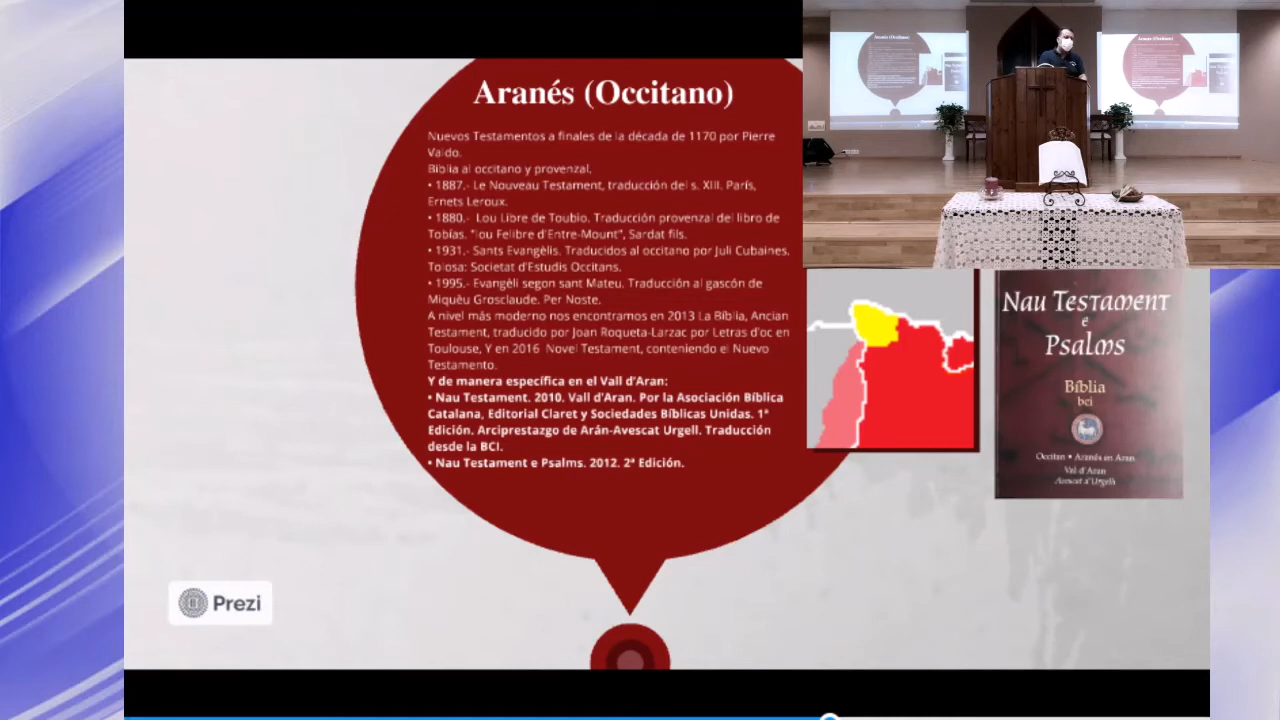 Aranés (Occitano)
Nuevos Testamentos a finales de la década de 1170 por Pierre
Valdo.
Biblia al occitano y provenzal.
• 1887.- Le Nouveau Testament, traducción del s. XIII. París,
Ernets Leroux.
• 1880.- Lou Libre de Toubio. Traducción provenzal del libro de
Tobías. "lou Felibre d'Entre-Mount", Sardat fils.
• 1931.- Sants Evangèlis. Traducidos al occitano por Juli Cubaines.
Tolosa: Societat d'Estudis Occitans.
• 1995.- Evangèli segon sant Mateu. Traducción al gascón de
Miquèu Grosclaude. Per Noste.
A nivel más moderno nos encontramos en 2013 La Bíblia, Ancian
Testament, traducido por Joan Roqueta-Larzac por Letras d'oc en
Toulouse, Y en 2016 Novel Testament, conteniendo el Nuevo
Testamento.
Y de manera específica en el Vall d'Aran:
• Nau Testament. 2010. Vall d'Aran. Por la Asociación Bíblica
Catalana, Editorial Claret y Sociedades Bíblicas Unidas. 1ª
Edición. Arciprestazgo de Arán-Avescat Urgell. Traducción
desde la BCI.
• Nau Testament e Psalms. 2012. 2ª Edición.
Nau Testament
e
Psalms
Bíblia
bci
Occitan • Aranés en Aran
Val d'Aran
Avescat d'Urgelh
Prezi
Aranés (Occitano)
Aranés (Occitano)